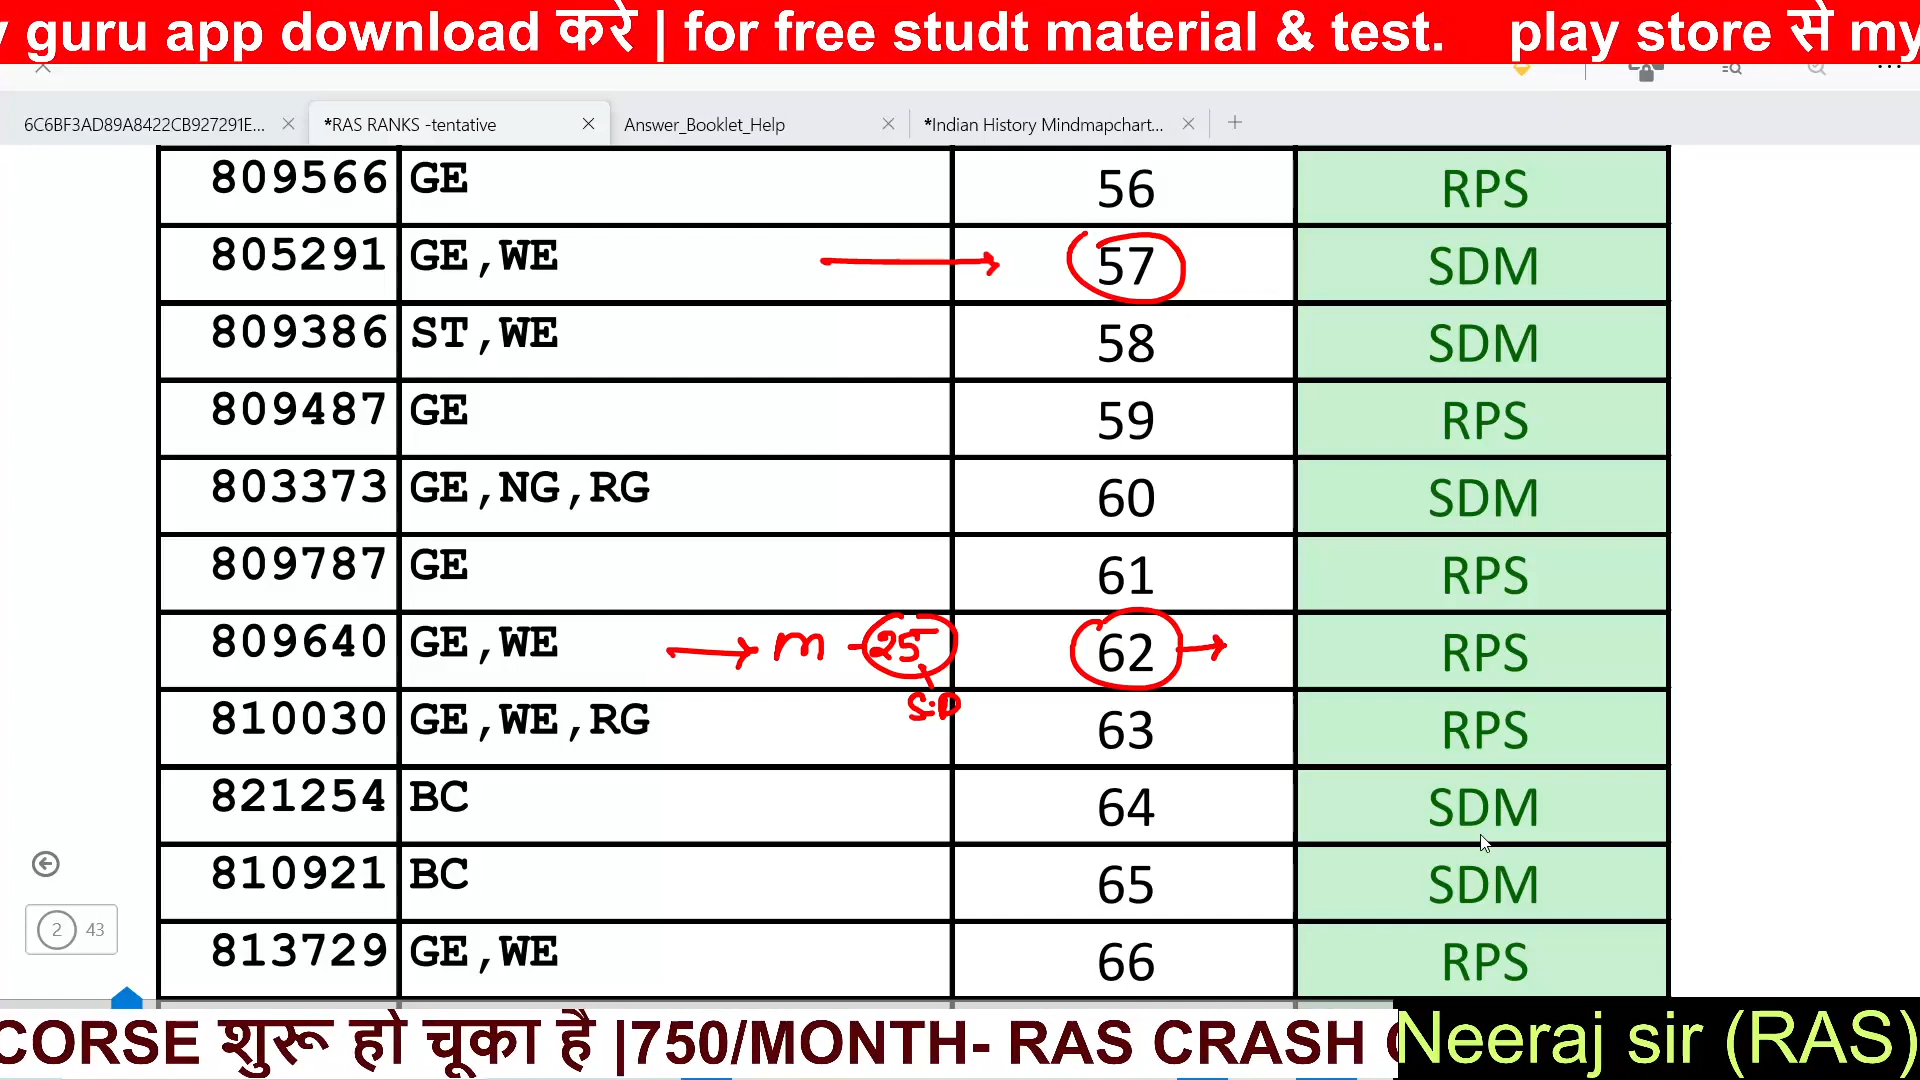 guru app download करे | for free studt material & test. play store से my
6C6BF3AD89A8422CB927291E... *RAS RANKS -tentative Answer_Booklet_Help *Indian History Mindmapchart...
809566 GE 56 RPS
805291 GE,WE 57 SDM
809386 ST,WE 58 SDM
809487 GE 59 RPS
803373 GE,NG,RG 60 SDM
809787 GE 61 RPS
809640 GE,WE m - 25 62 RPS
S.D
810030 GE,WE,RG 63 RPS
821254 BC 64 SDM
810921 BC 65 SDM
2 43
813729 GE,WE 66 RPS
CORSE शुरू हो चूका है |750/MONTH- RAS CRASH
Neeraj sir (RAS)